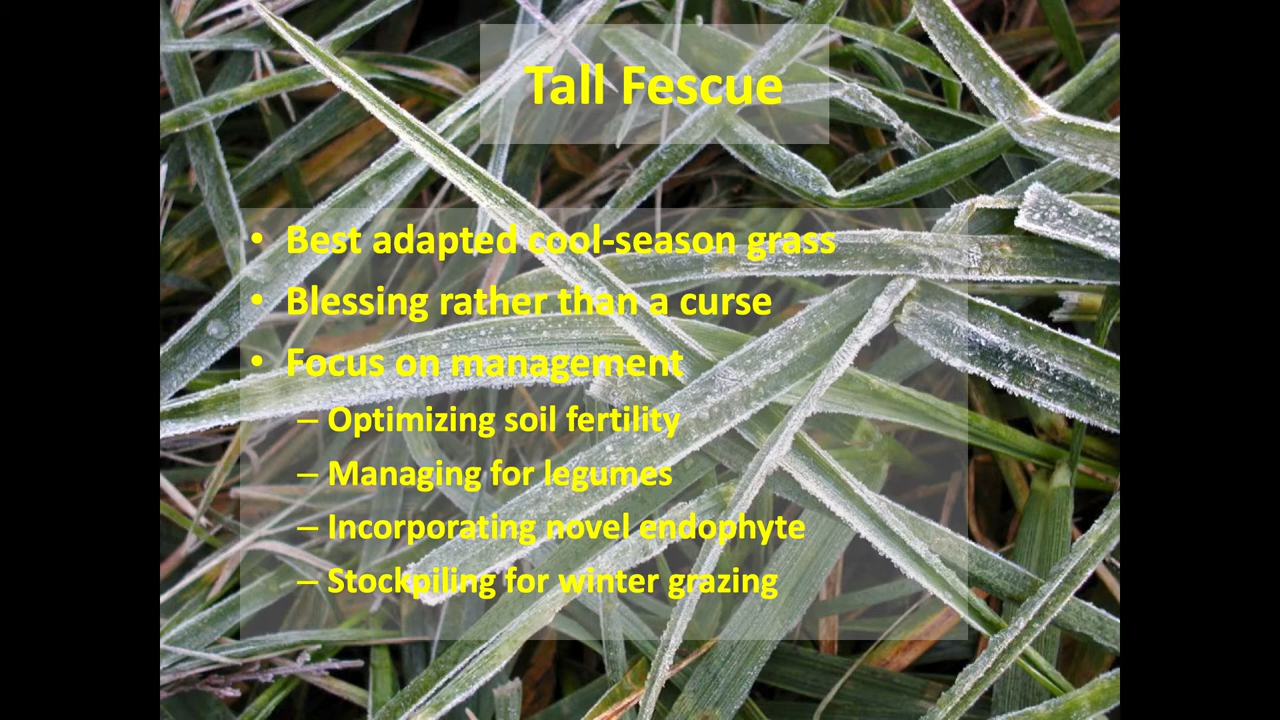 Tall Fescue
• Best adapted cool-season grass
• Blessing rather than a curse
• Focus on management
– Optimizing soil fertility
– Managing for legumes
– Incorporating novel endophyte
– Stockpiling for winter grazing